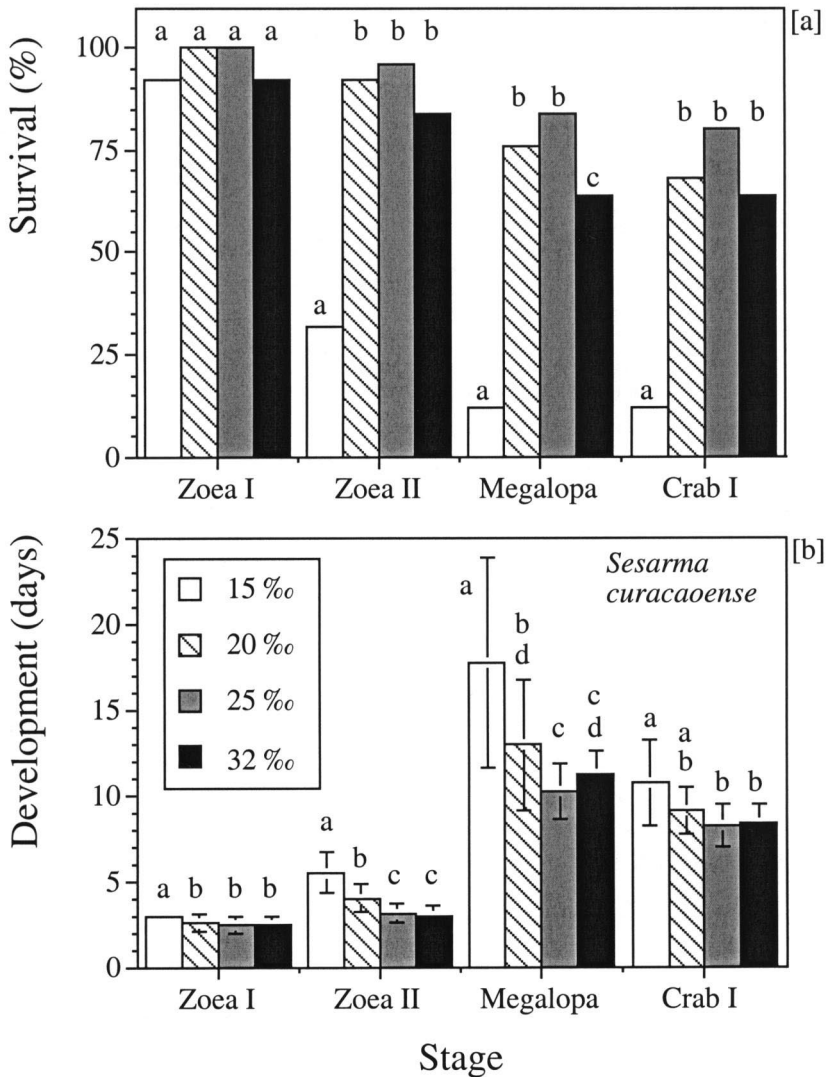 [a]
Survival (%)
100
75
50
25
0
a a a a
a b b b
a b b c
a b b b
Zoea I Zoea II Megalopa Crab I
[b]
Development (days)
25
20
15
10
5
0
15 ‰
20 ‰
25 ‰
32 ‰
Sesarma
curacaoense
a b b b
a b c c
a b d c c d
a a b b b
Zoea I Zoea II Megalopa Crab I
Stage